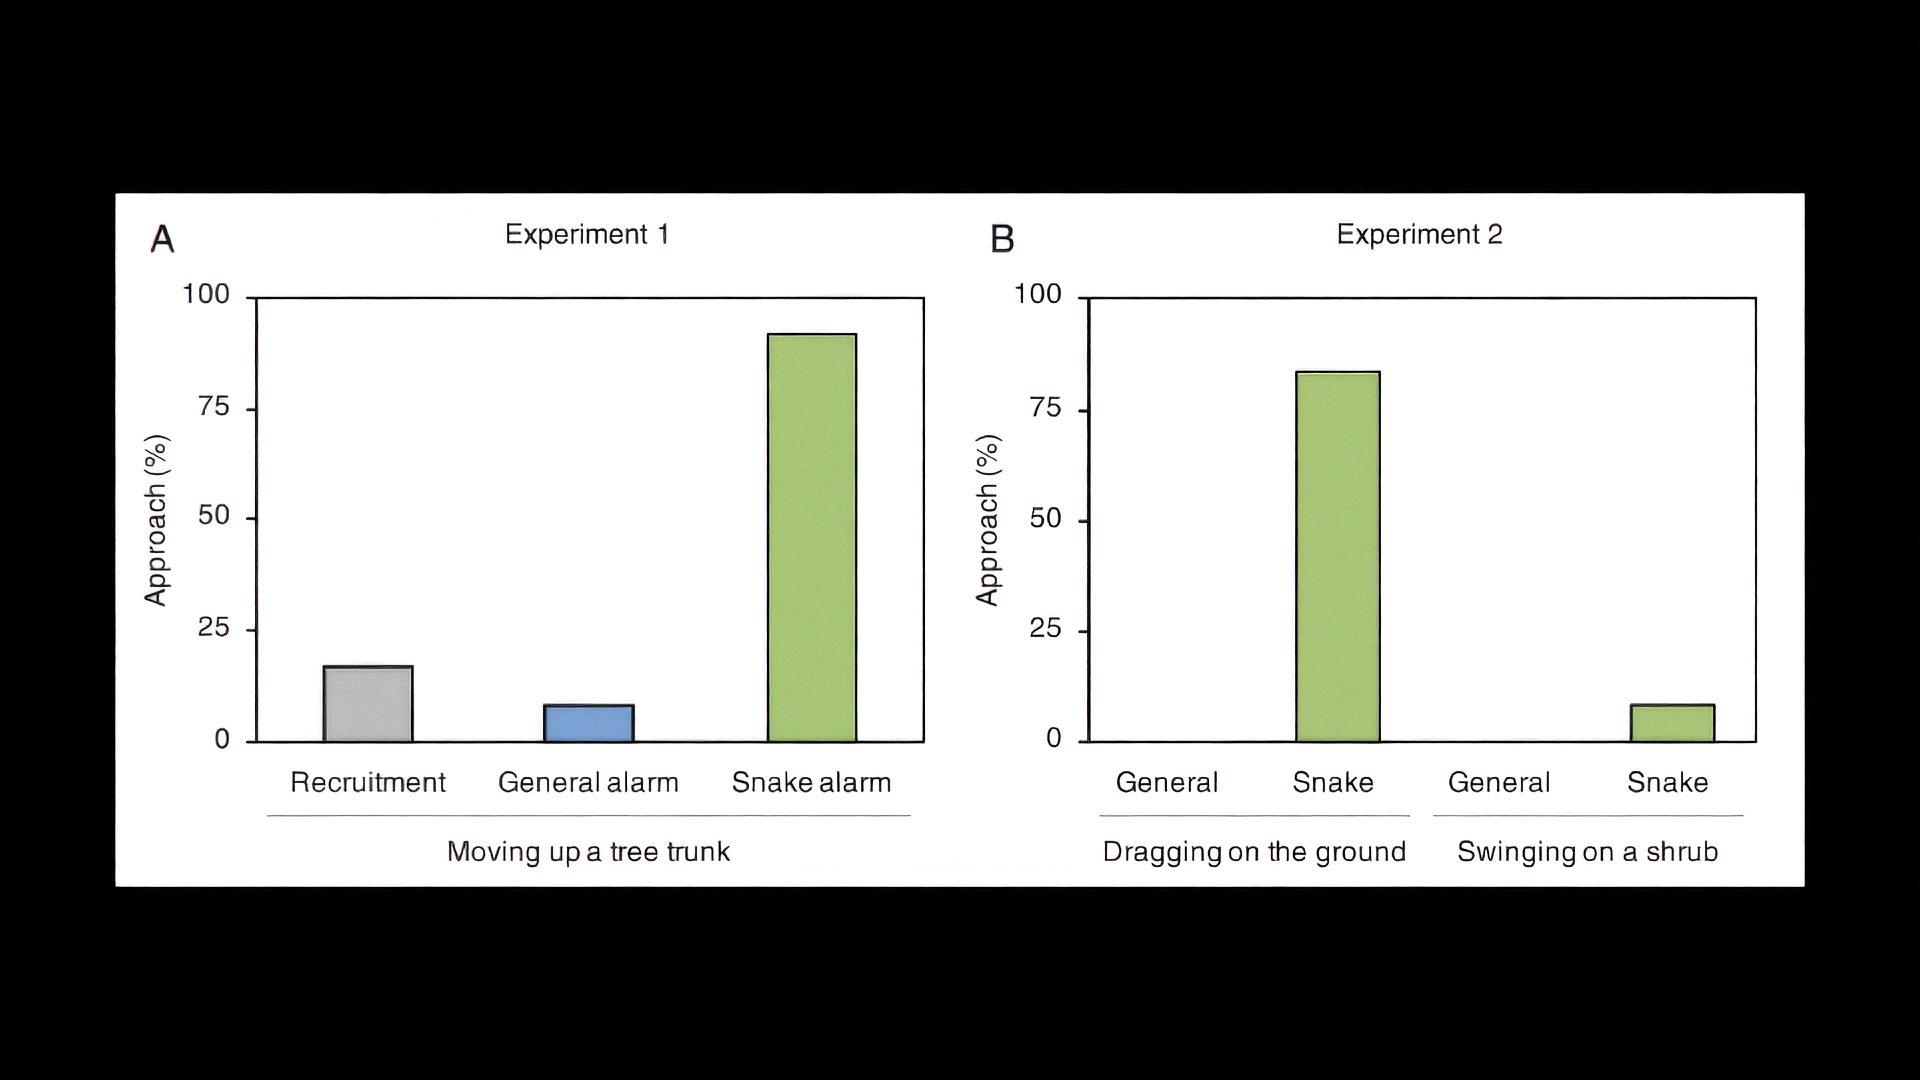 A
Experiment 1
100
75
50
25
0
Approach (%)
Recruitment
General alarm
Snake alarm
Moving up a tree trunk
B
Experiment 2
100
75
50
25
0
Approach (%)
General
Snake
General
Snake
Dragging on the ground
Swinging on a shrub